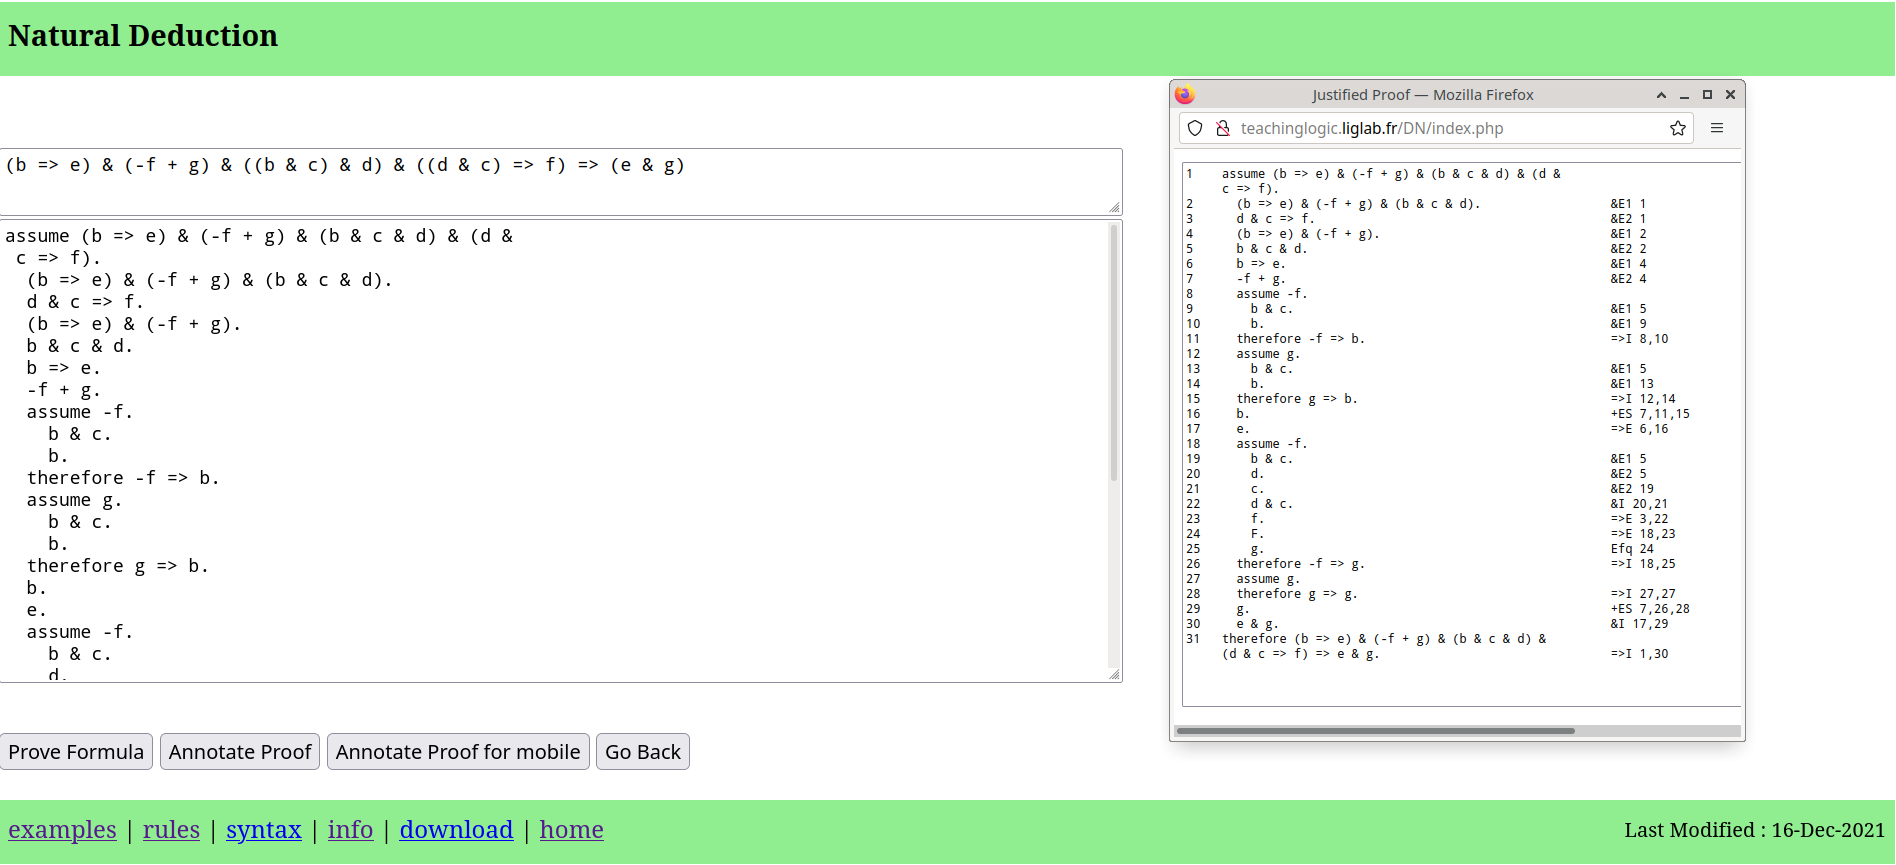 Natural Deduction
(b => e) & (-f + g) & ((b & c) & d) & ((d & c) => f) => (e & g)
assume (b => e) & (-f + g) & (b & c & d) & (d &
c => f).
(b => e) & (-f + g) & (b & c & d).
d & c => f.
(b => e) & (-f + g).
b & c & d.
b => e.
-f + g.
assume -f.
b & c.
b.
therefore -f => b.
assume g.
b & c.
b.
therefore g => b.
b.
e.
assume -f.
b & c.
d.
Prove Formula Annotate Proof Annotate Proof for mobile Go Back
Justified Proof — Mozilla Firefox
teachinglogic.liglab.fr/DN/index.php
1 assume (b => e) & (-f + g) & (b & c & d) & (d &
c => f).
2 (b => e) & (-f + g) & (b & c & d). &E1 1
3 d & c => f. &E2 1
4 (b => e) & (-f + g). &E1 2
5 b & c & d. &E2 2
6 b => e. &E1 4
7 -f + g. &E2 4
8 assume -f.
9 b & c. &E1 5
10 b. &E1 9
11 therefore -f => b. =>I 8,10
12 assume g.
13 b & c. &E1 5
14 b. &E1 13
15 therefore g => b. =>I 12,14
16 b. +ES 7,11,15
17 e. =>E 6,16
18 assume -f.
19 b & c. &E1 5
20 d. &E2 5
21 c. &E2 19
22 d & c. &I 20,21
23 f. =>E 3,22
24 F. =>E 18,23
25 g. Efq 24
26 therefore -f => g. =>I 18,25
27 assume g.
28 therefore g => g. =>I 27,27
29 g. +ES 7,26,28
30 e & g. &I 17,29
31 therefore (b => e) & (-f + g) & (b & c & d) &
(d & c => f) => e & g. =>I 1,30
examples | rules | syntax | info | download | home
Last Modified : 16-Dec-2021